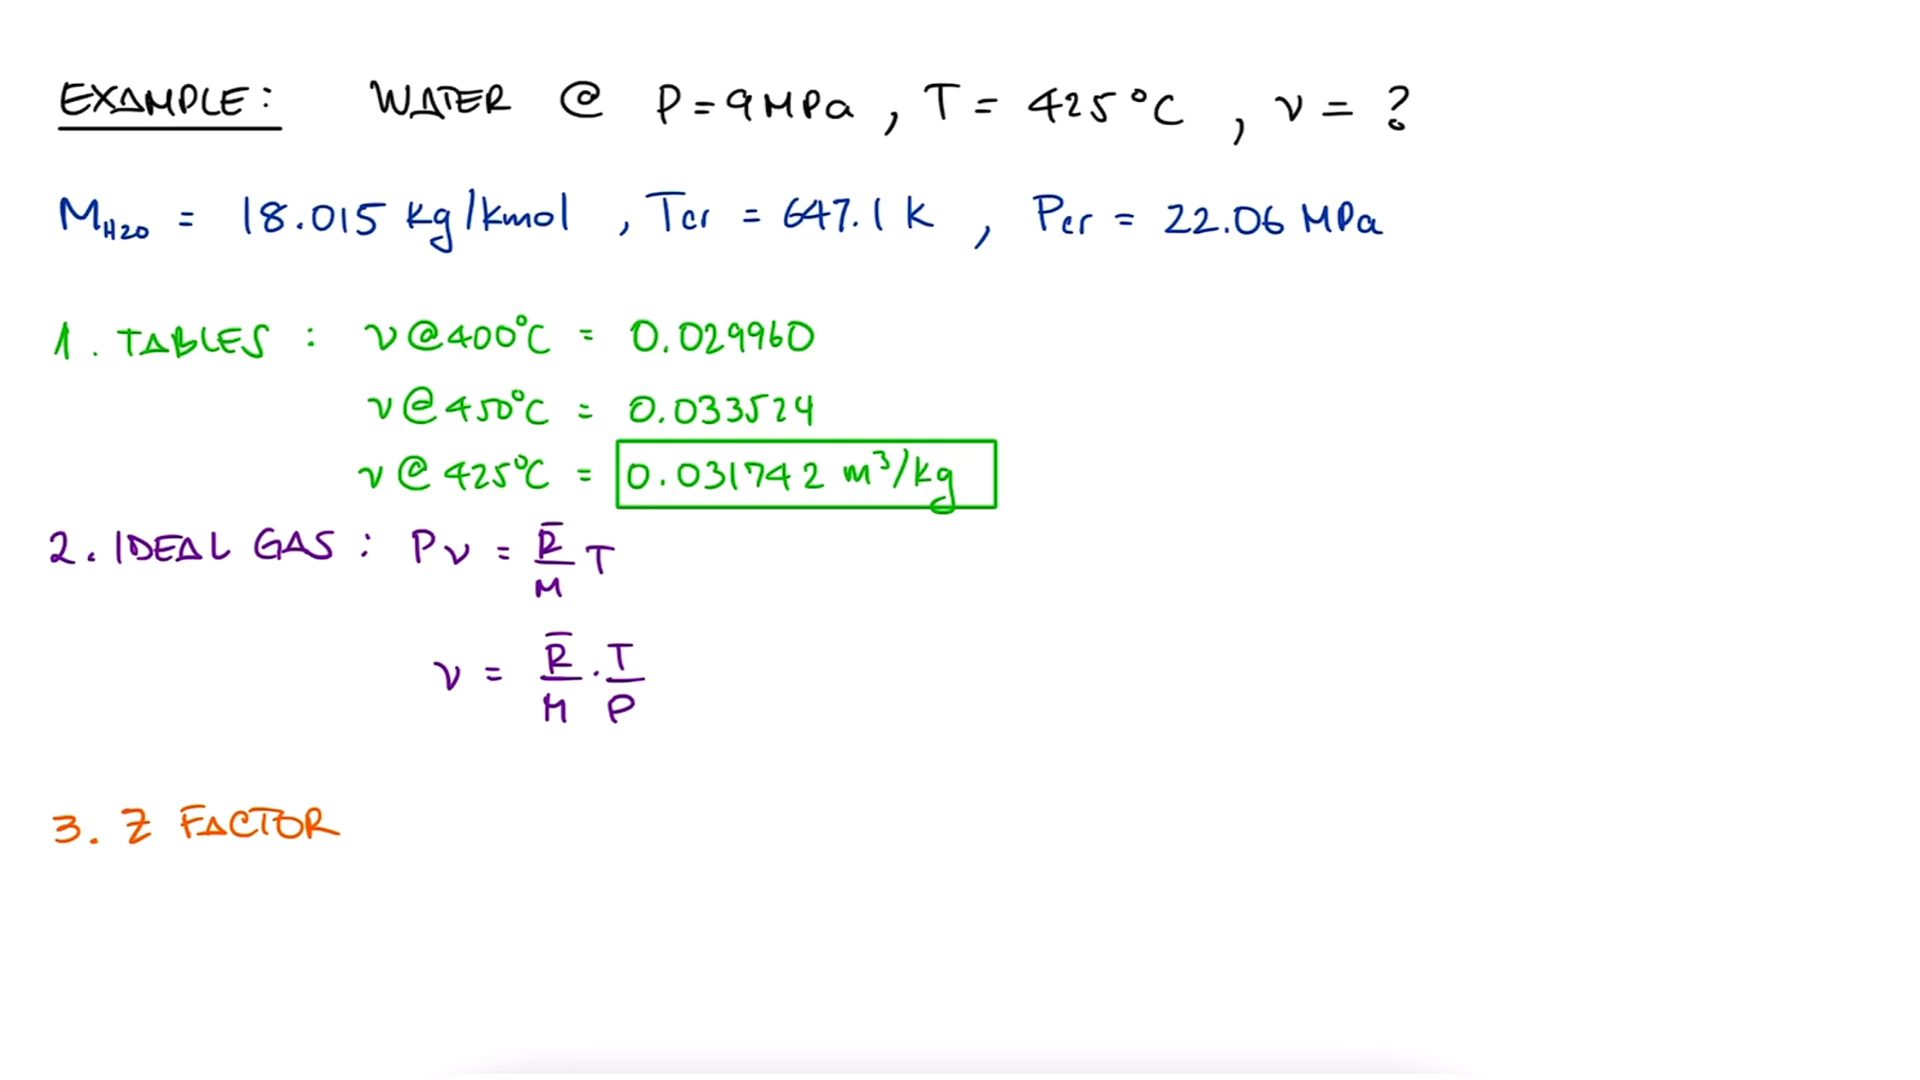 EXAMPLE: WATER @ P=9MPa, T= 425°C, ν = ?
M_H2O = 18.015 kg/kmol, Tcr = 647.1 K, Pcr = 22.06 MPa
1. TABLES: ν@400°C = 0.029960
ν@450°C = 0.033524
ν@425°C = 0.031742 m³/kg
2. IDEAL GAS: Pν = R̅/M T
ν = R̅/M · T/P
3. Z FACTOR